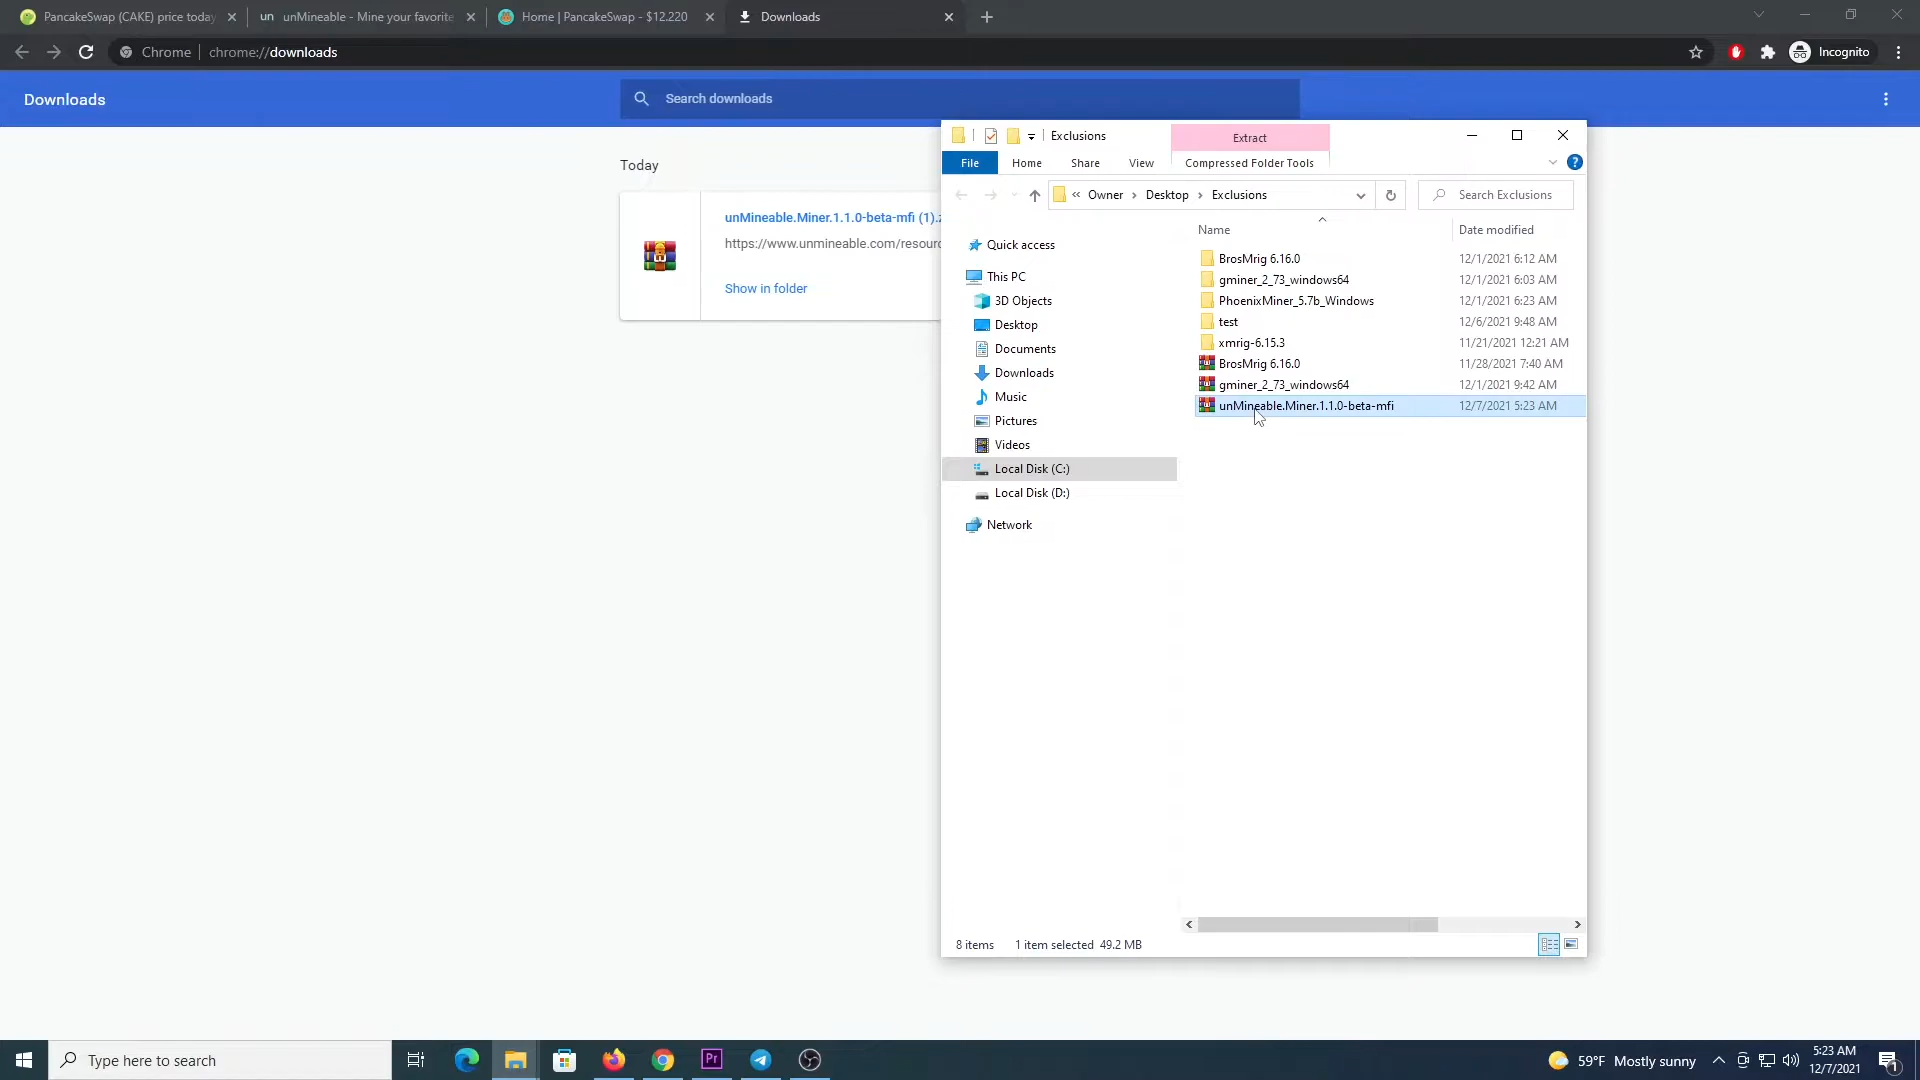 PancakeSwap (CAKE) price today
unMineable - Mine your favorite
Home | PancakeSwap - $12.220
Downloads
Chrome chrome://downloads
Incognito
Downloads
Search downloads
Today
unMineable.Miner.1.1.0-beta-mfi (1).z
https://www.unmineable.com/resourc
Show in folder
Exclusions
Extract
File Home Share View Compressed Folder Tools
« Owner › Desktop › Exclusions
Search Exclusions
Name Date modified
Quick access
This PC
3D Objects
Desktop
Documents
Downloads
Music
Pictures
Videos
Local Disk (C:)
Local Disk (D:)
Network
BrosMrig 6.16.0 12/1/2021 6:12 AM
gminer_2_73_windows64 12/1/2021 6:03 AM
PhoenixMiner_5.7b_Windows 12/1/2021 6:23 AM
test 12/6/2021 9:48 AM
xmrig-6.15.3 11/21/2021 12:21 AM
BrosMrig 6.16.0 11/28/2021 7:40 AM
gminer_2_73_windows64 12/1/2021 9:42 AM
unMineable.Miner.1.1.0-beta-mfi 12/7/2021 5:23 AM
8 items 1 item selected 49.2 MB
Type here to search
Pr
59°F Mostly sunny
5:23 AM
12/7/2021
1